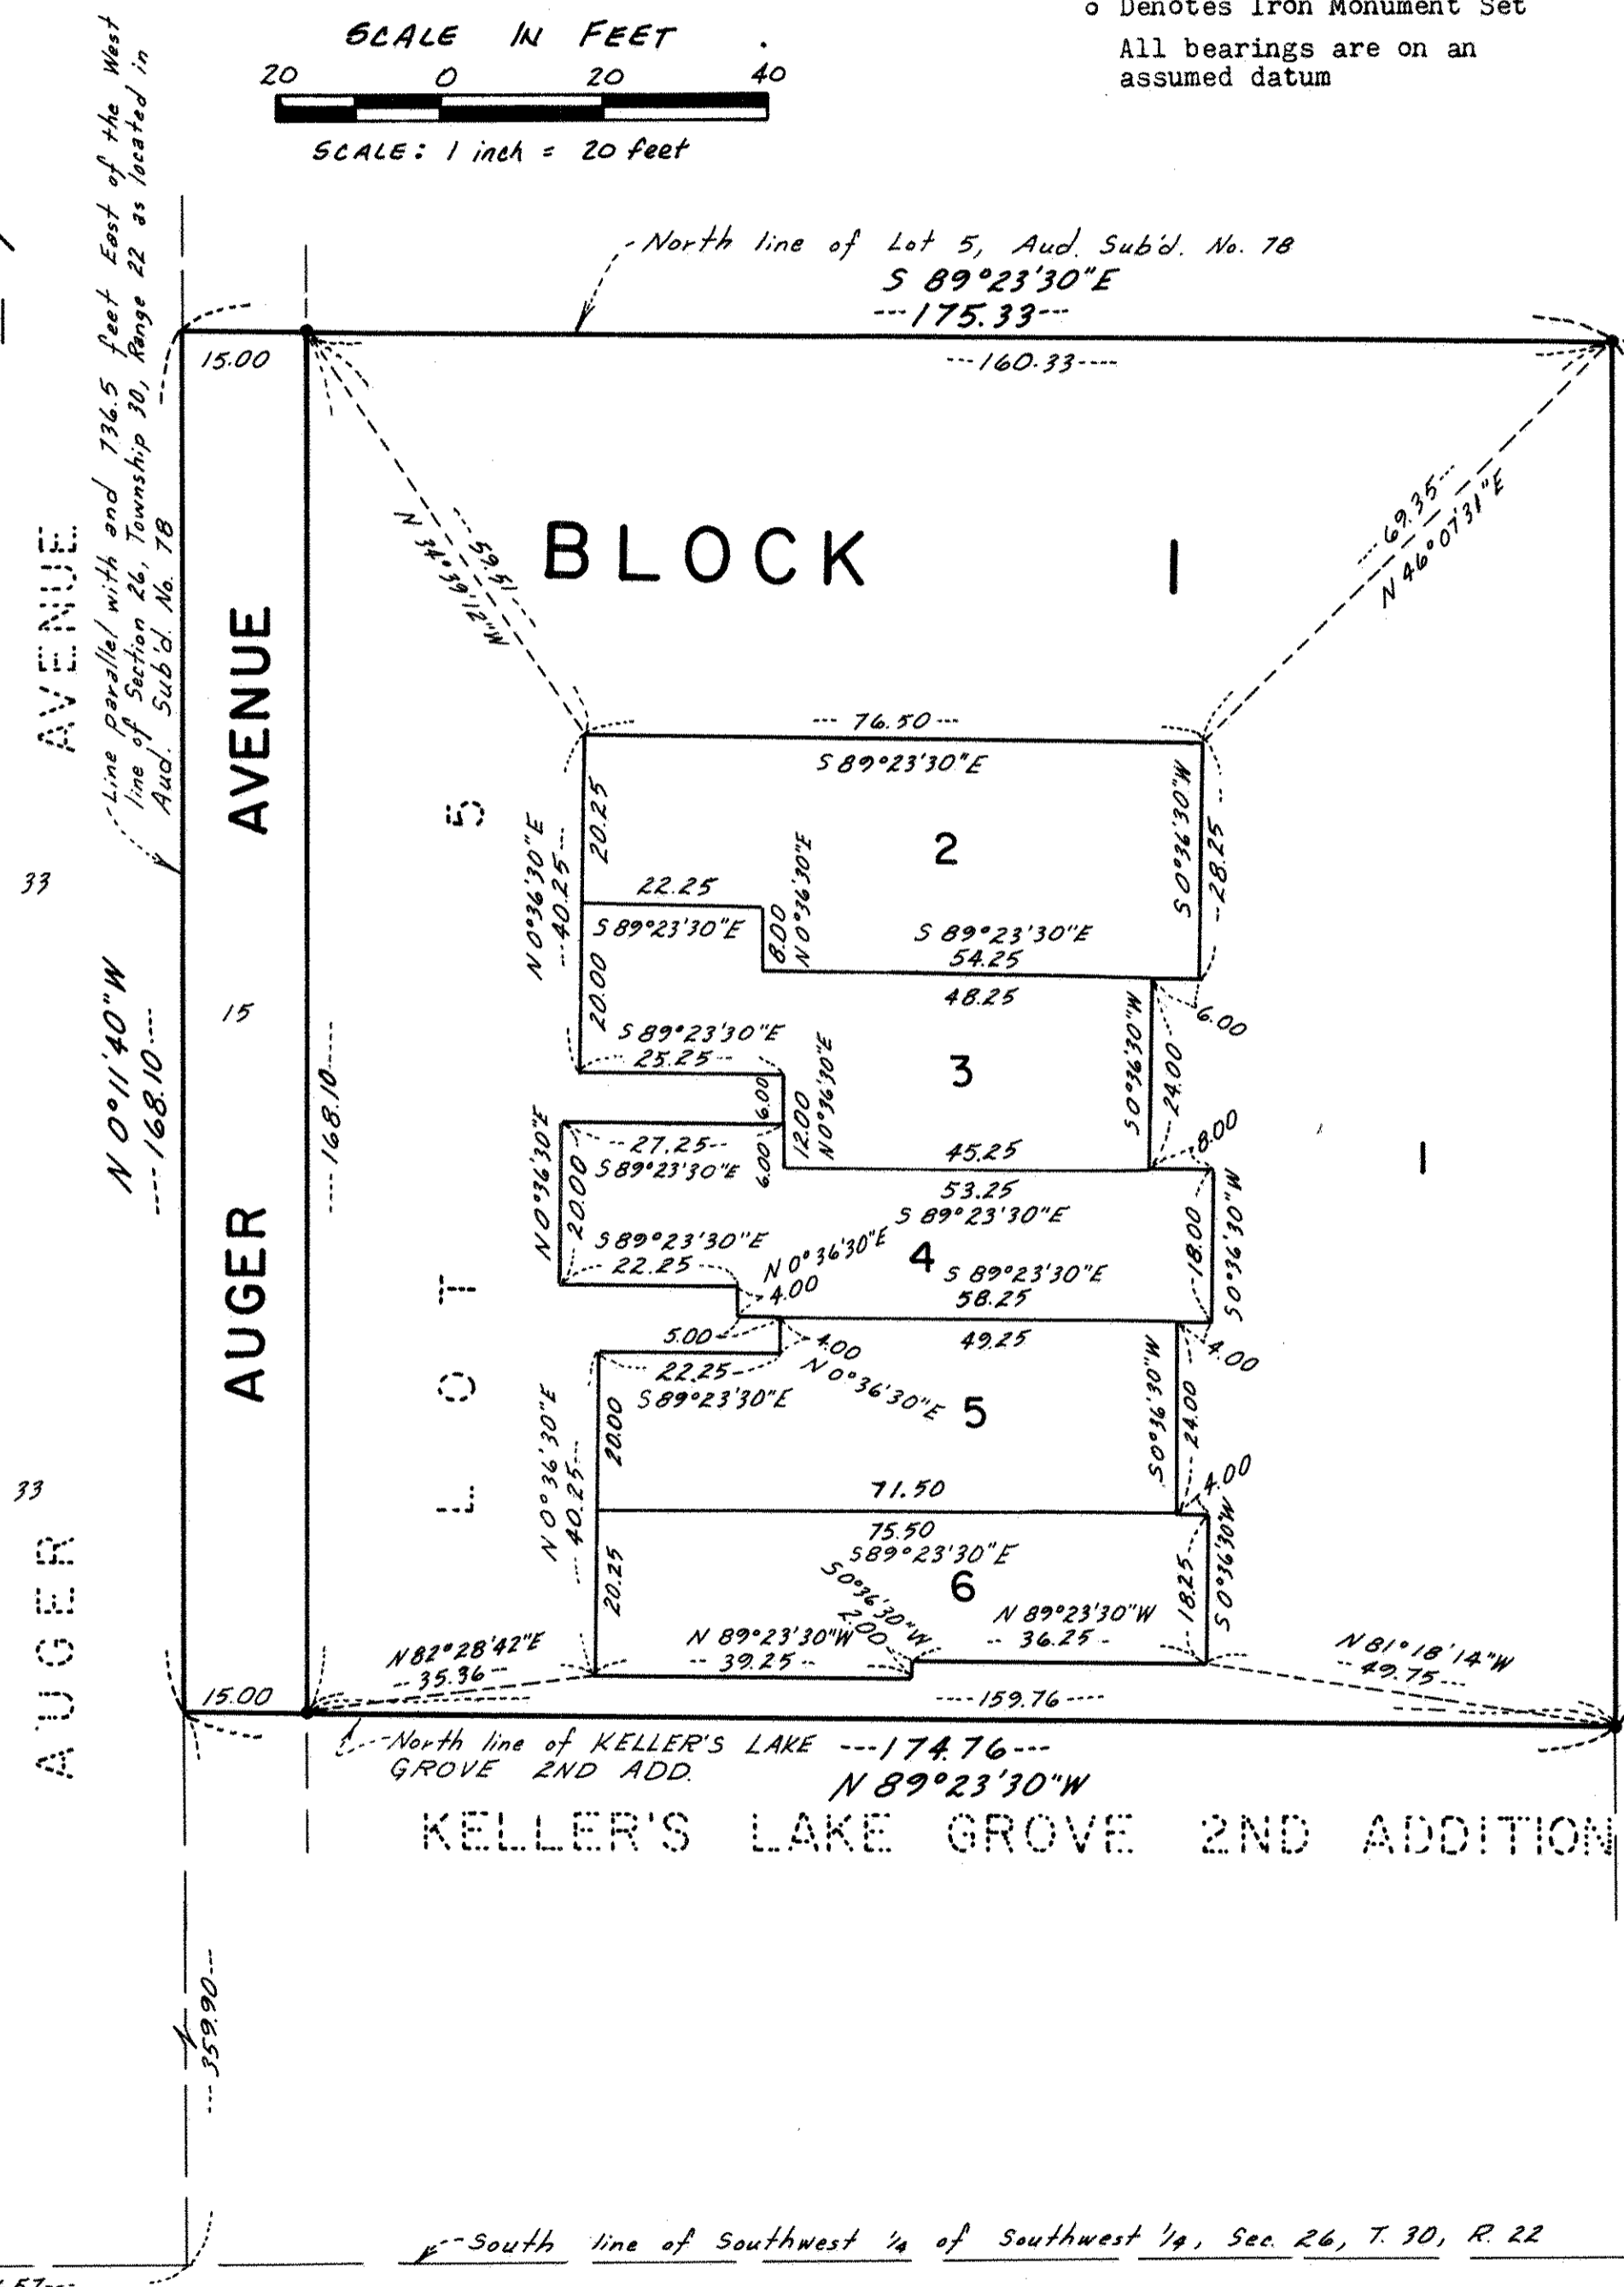 o Denotes Iron Monument Set
All bearings are on an
assumed datum
SCALE IN FEET
20 0 20 40
SCALE: 1 inch = 20 feet
Line parallel with and 736.5 feet East of the West
line of Section 26, Township 30, Range 22 as located in
Aud. Sub'd. No. 78
North line of Lot 5, Aud. Sub'd. No. 78
S 89°23'30"E
---175.33---
15.00
---160.33----
N 34°39'12"W
69.35---
N 46°07'31"E
BLOCK 1
AVENUE
AUGER
AVENUE
AUGER
33
33
15
N 0°11'40"W
----168.10----
----168.10----
LOT 5
--- 76.50 ---
S 89°23'30"E
20.25
N 0°36'30"E
---40.25---
2
S 0°36'30"W
--28.25--
22.25
S 89°23'30"E
8.00
N 0°36'30"E
S 89°23'30"E
54.25
48.25
6.00
20.00
S 89°23'30"E
25.25--
3
S 0°36'30"W
24.00
6.00
12.00
N 0°36'30"E
8.00
45.25
1
N 0°36'30"E
--27.25--
S 89°23'30"E
6.00
20.00
53.25
S 89°23'30"E
--18.00--
S 0°36'30"W
S 89°23'30"E
-- 22.25 --
N 0°36'30"E
4.00
4
S 89°23'30"E
58.25
5.00
4.00
N 0°36'30"E
49.25
4.00
22.25--
S 89°23'30"E
20.00
5
S 0°36'30"W
24.00
N 0°36'30"E
---40.25---
71.50
4.00
75.50
S 89°23'30"E
20.25
6
S 0°36'30"W
2.00
18.25
S 0°36'30"W
N 89°23'30"W
-- 39.25 --
N 89°23'30"W
-- 36.25 -
N 82°28'42"E
-- 35.36 --
N 81°18'14"W
-- 49.75 ---
15.00
----159.76----
North line of KELLER'S LAKE
GROVE 2ND ADD.
---174.76---
N 89°23'30"W
KELLER'S LAKE GROVE 2ND ADDITION
---359.90---
South line of Southwest 1/4 of Southwest 1/4, Sec. 26, T. 30, R. 22